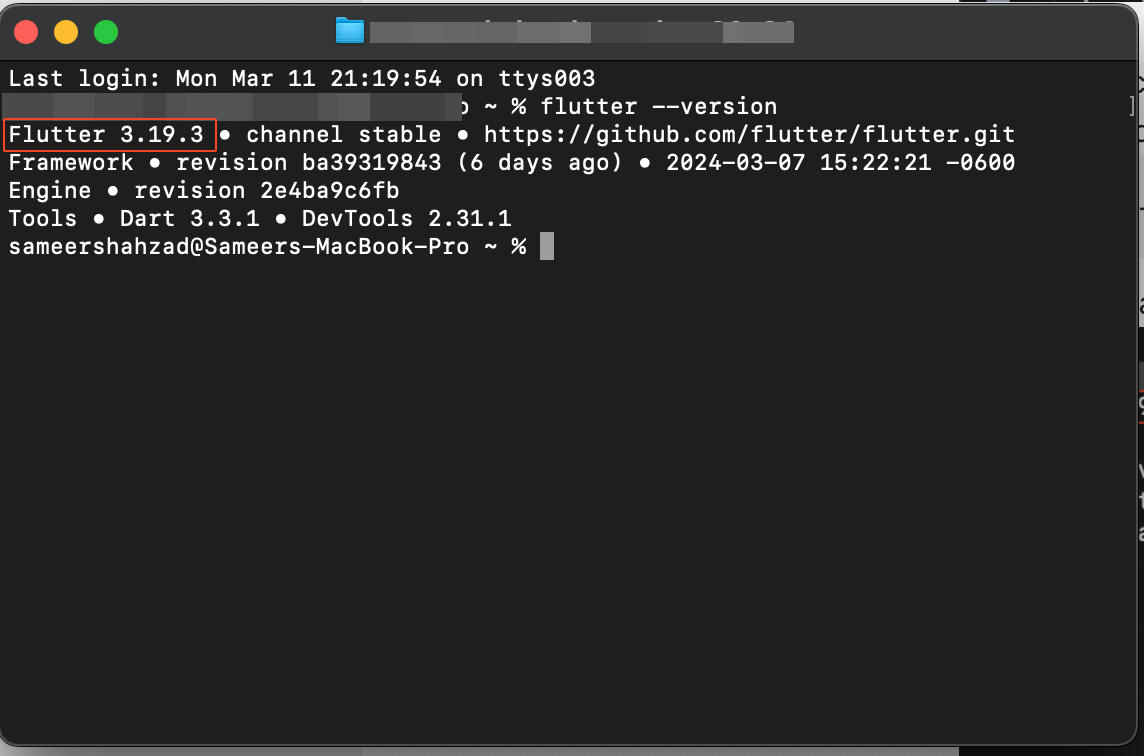 Last login: Mon Mar 11 21:19:54 on ttys003
~ % flutter --version
Flutter 3.19.3 • channel stable • https://github.com/flutter/flutter.git
Framework • revision ba39319843 (6 days ago) • 2024-03-07 15:22:21 -0600
Engine • revision 2e4ba9c6fb
Tools • Dart 3.3.1 • DevTools 2.31.1
sameershahzad@Sameers-MacBook-Pro ~ %